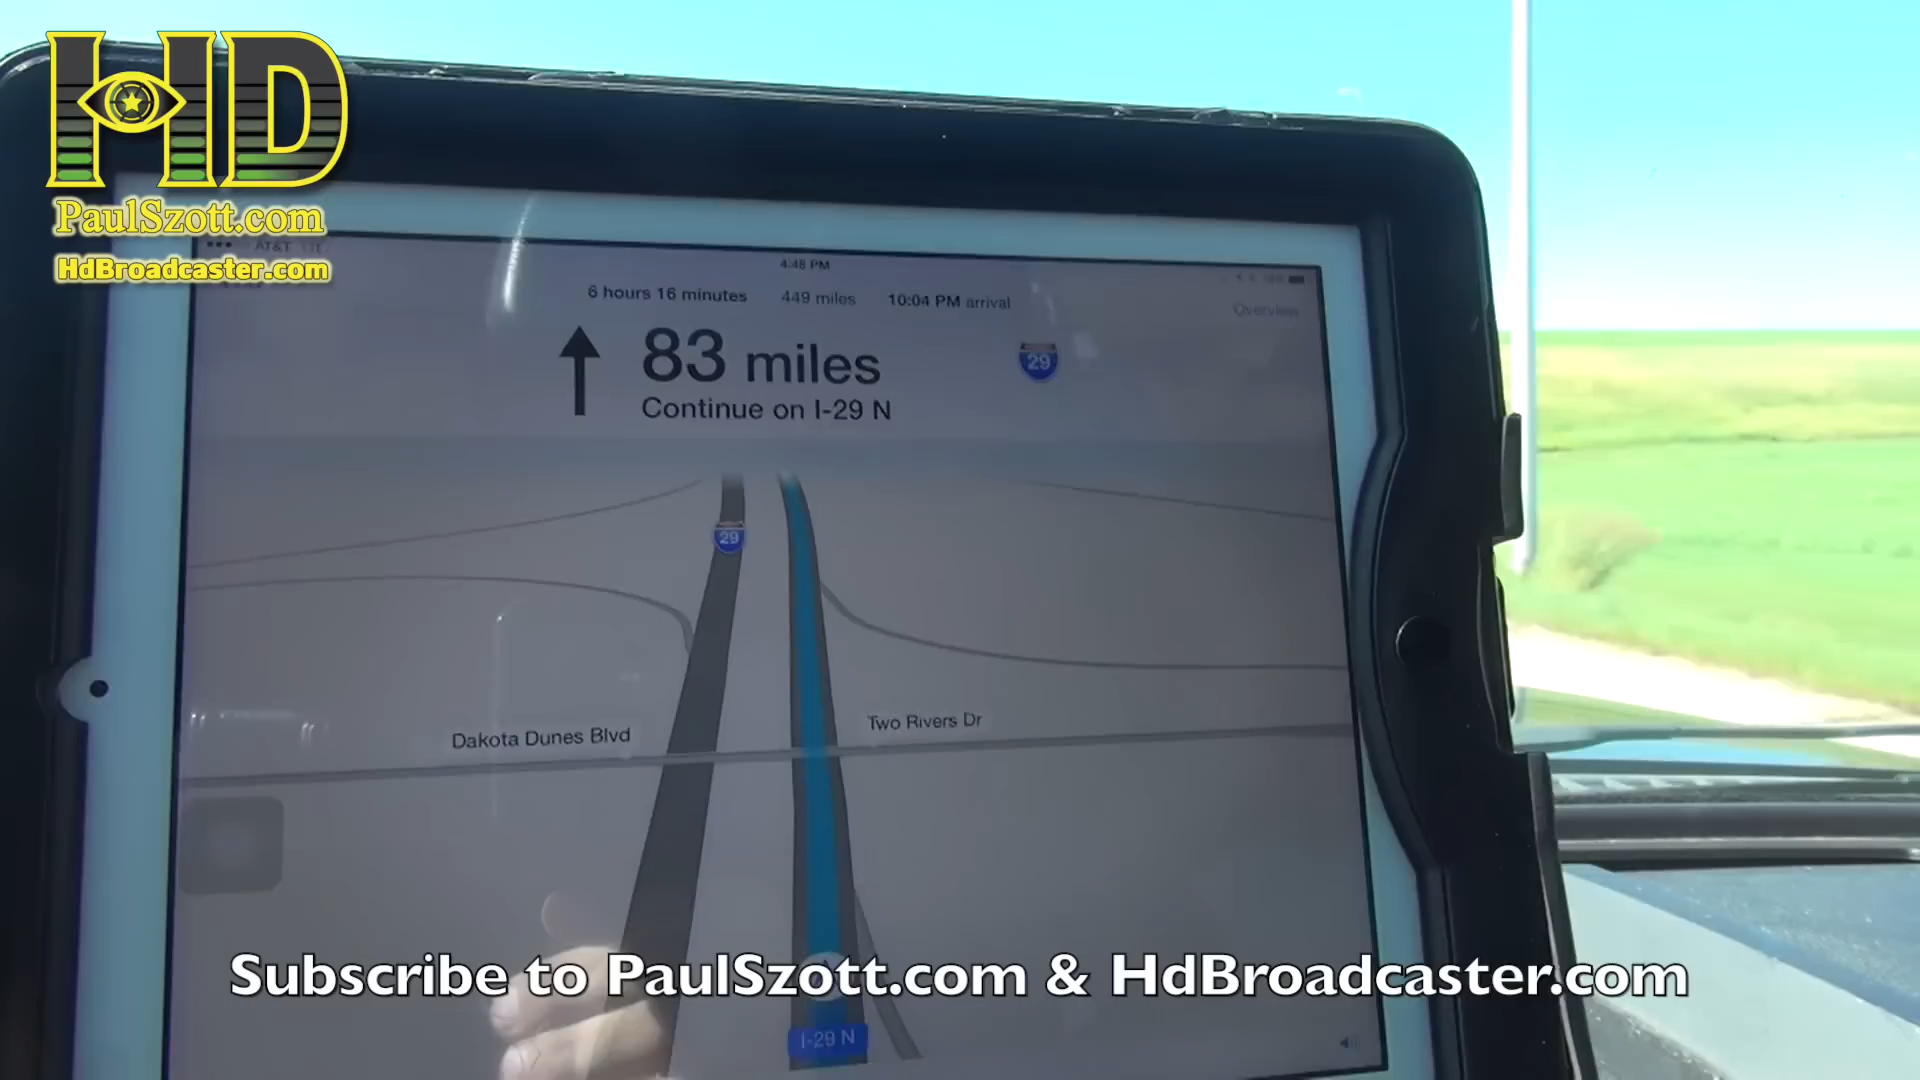 HD
PaulSzott.com
HdBroadcaster.com
AT&T
4:48 PM
6 hours 16 minutes 449 miles 10:04 PM arrival
Overview
83 miles
29
Continue on I-29 N
29
Dakota Dunes Blvd
Two Rivers Dr
Subscribe to PaulSzott.com & HdBroadcaster.com
I-29 N